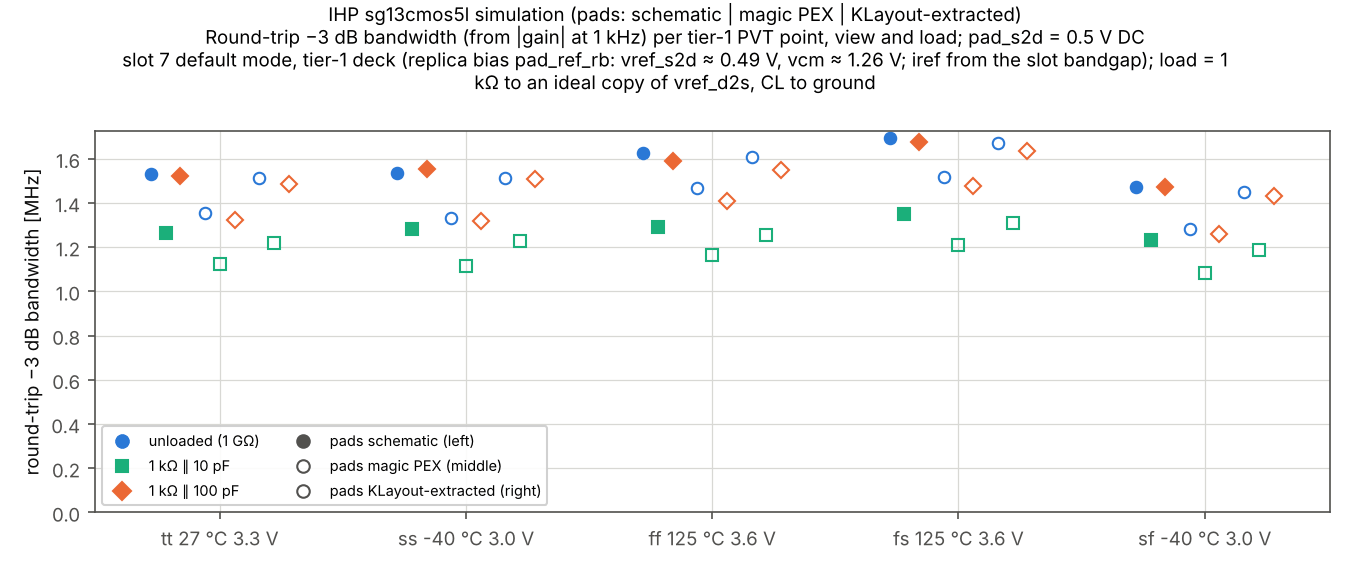 IHP sg13cmos5l simulation (pads: schematic | magic PEX | KLayout-extracted)
Round-trip −3 dB bandwidth (from |gain| at 1 kHz) per tier-1 PVT point, view and load; pad_s2d = 0.5 V DC
slot 7 default mode, tier-1 deck (replica bias pad_ref_rb: vref_s2d ≈ 0.49 V, vcm ≈ 1.26 V; iref from the slot bandgap); load = 1
kΩ to an ideal copy of vref_d2s, CL to ground
round-trip −3 dB bandwidth [MHz]
1.6
1.4
1.2
1.0
0.8
0.6
0.4
0.2
0.0
unloaded (1 GΩ)
1 kΩ ∥ 10 pF
1 kΩ ∥ 100 pF
pads schematic (left)
pads magic PEX (middle)
pads KLayout-extracted (right)
tt 27 °C 3.3 V
ss -40 °C 3.0 V
ff 125 °C 3.6 V
fs 125 °C 3.6 V
sf -40 °C 3.0 V